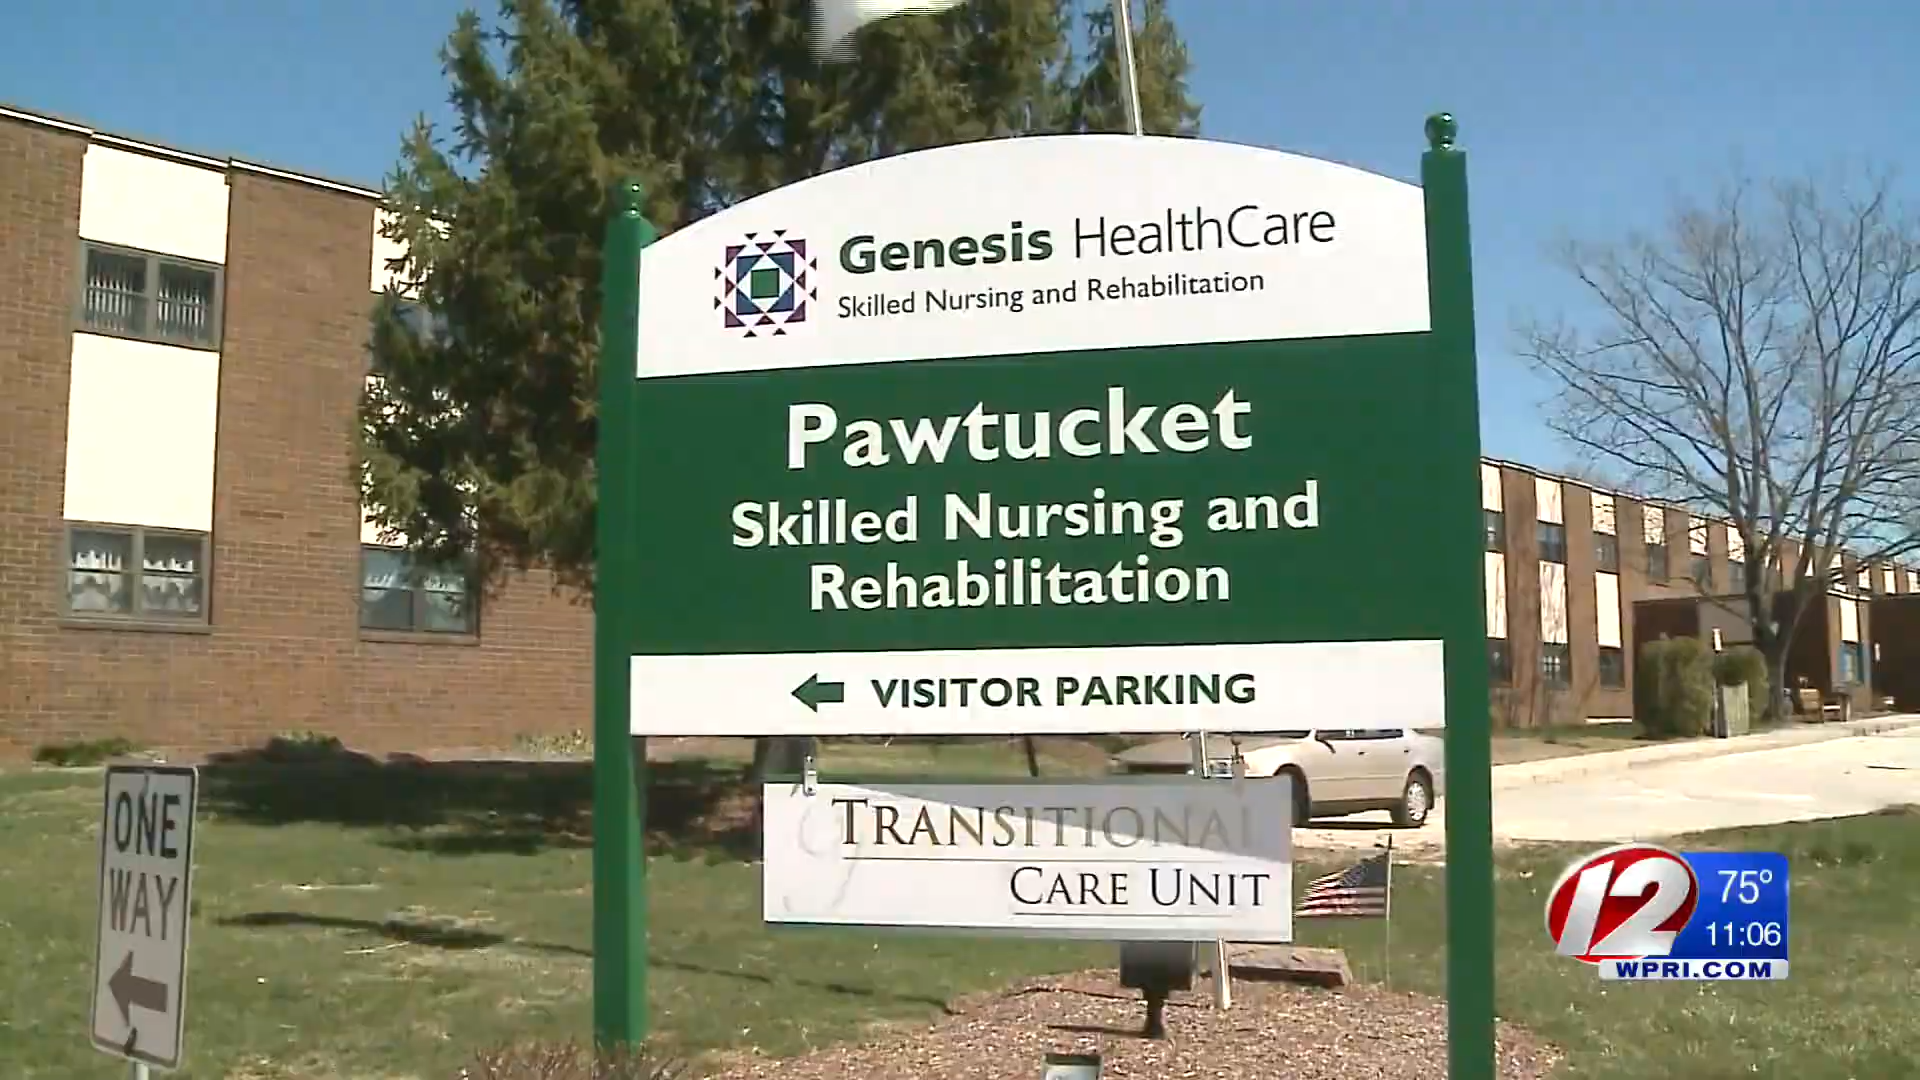 Genesis HealthCare
Skilled Nursing and Rehabilitation
Pawtucket
Skilled Nursing and
Rehabilitation
VISITOR PARKING
TRANSITIONAL
CARE UNIT
ONE
WAY
12
75º
11:06
WPRI.COM